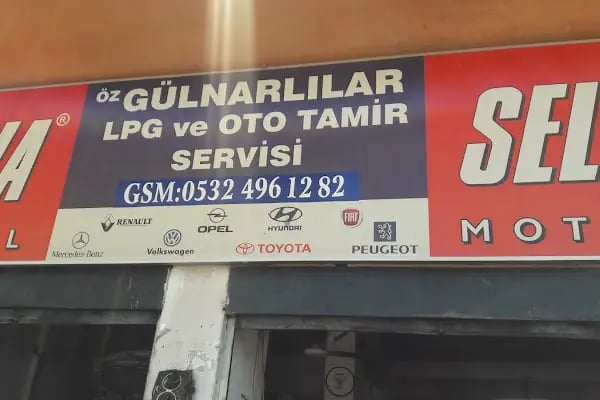 ÖZ GÜLNARLILAR
LPG ve OTO TAMİR
SERVİSİ
GSM:0532 496 12 82
RENAULT
OPEL
HYUNDAI
FIAT
Mercedes-Benz
Volkswagen
TOYOTA
PEUGEOT
A®
L
SEL
MOT